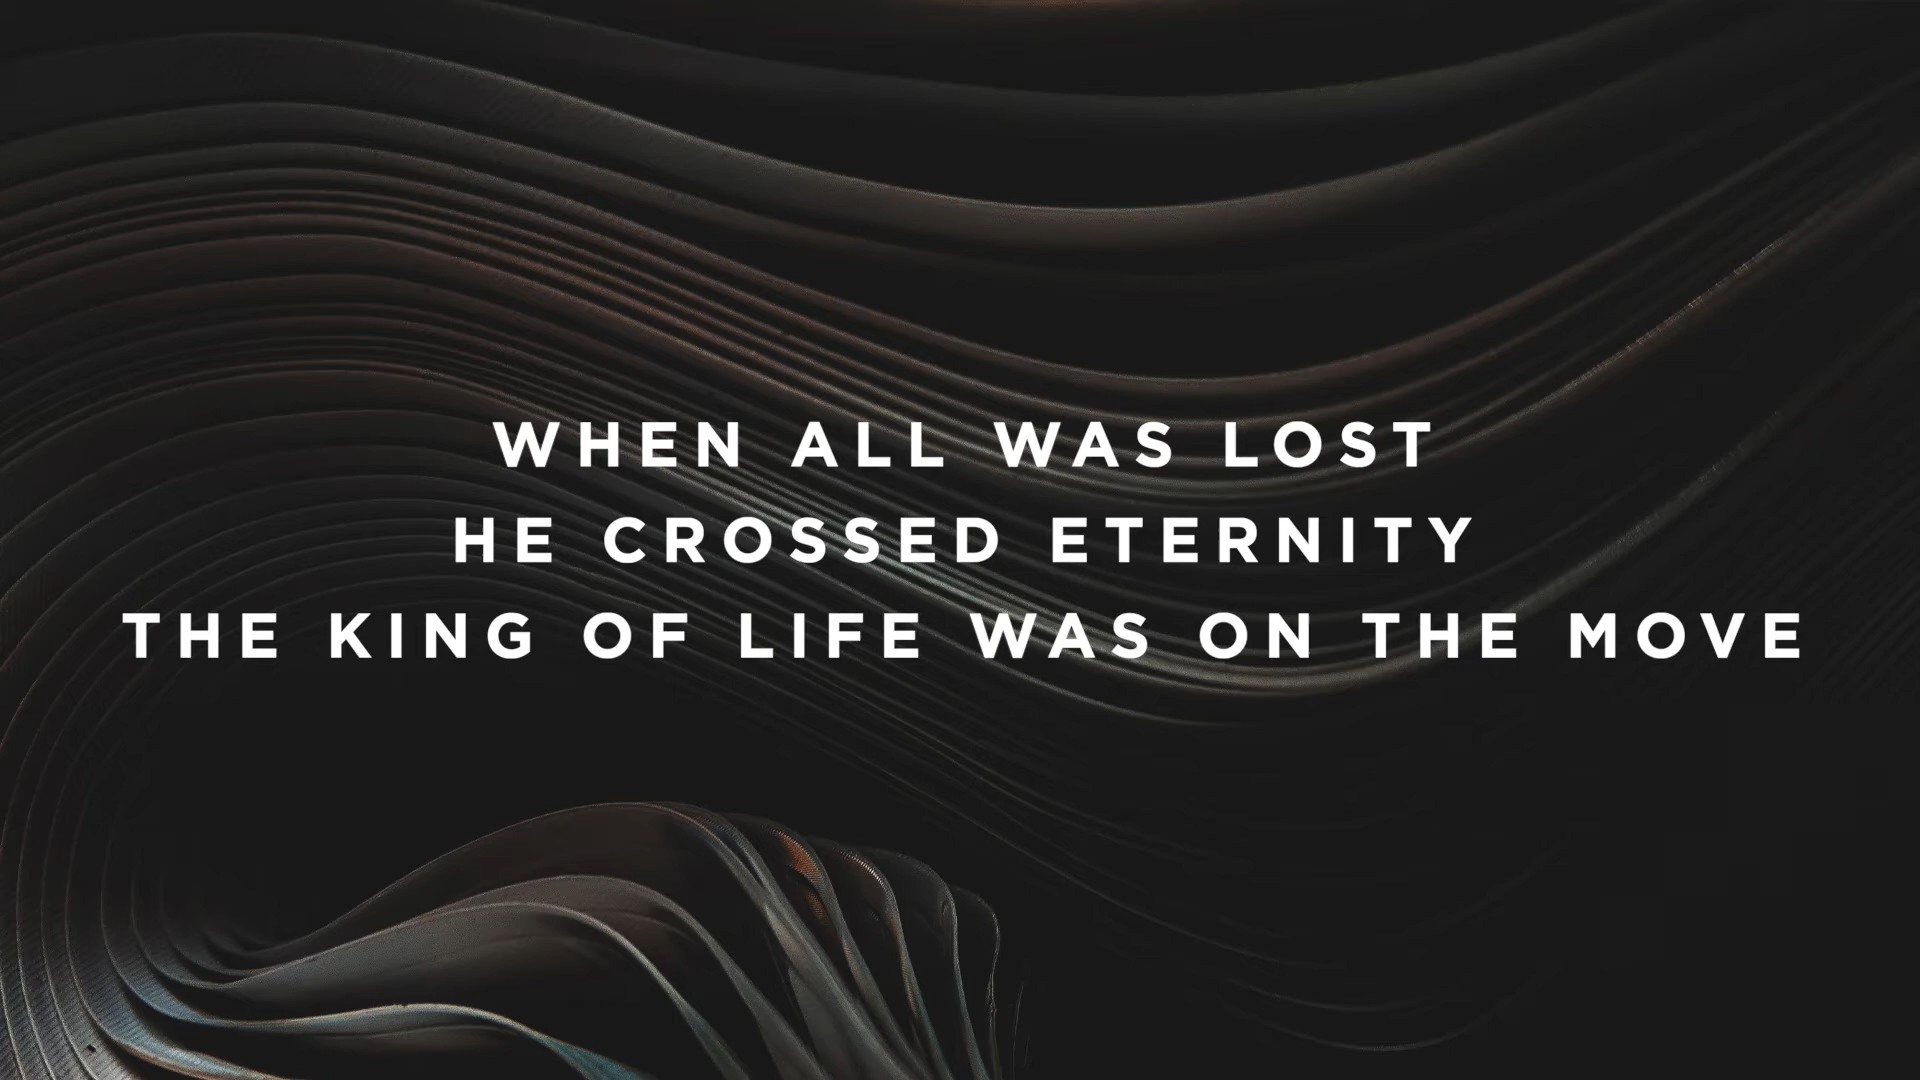 WHEN ALL WAS LOST
HE CROSSED ETERNITY
THE KING OF LIFE WAS ON THE MOVE